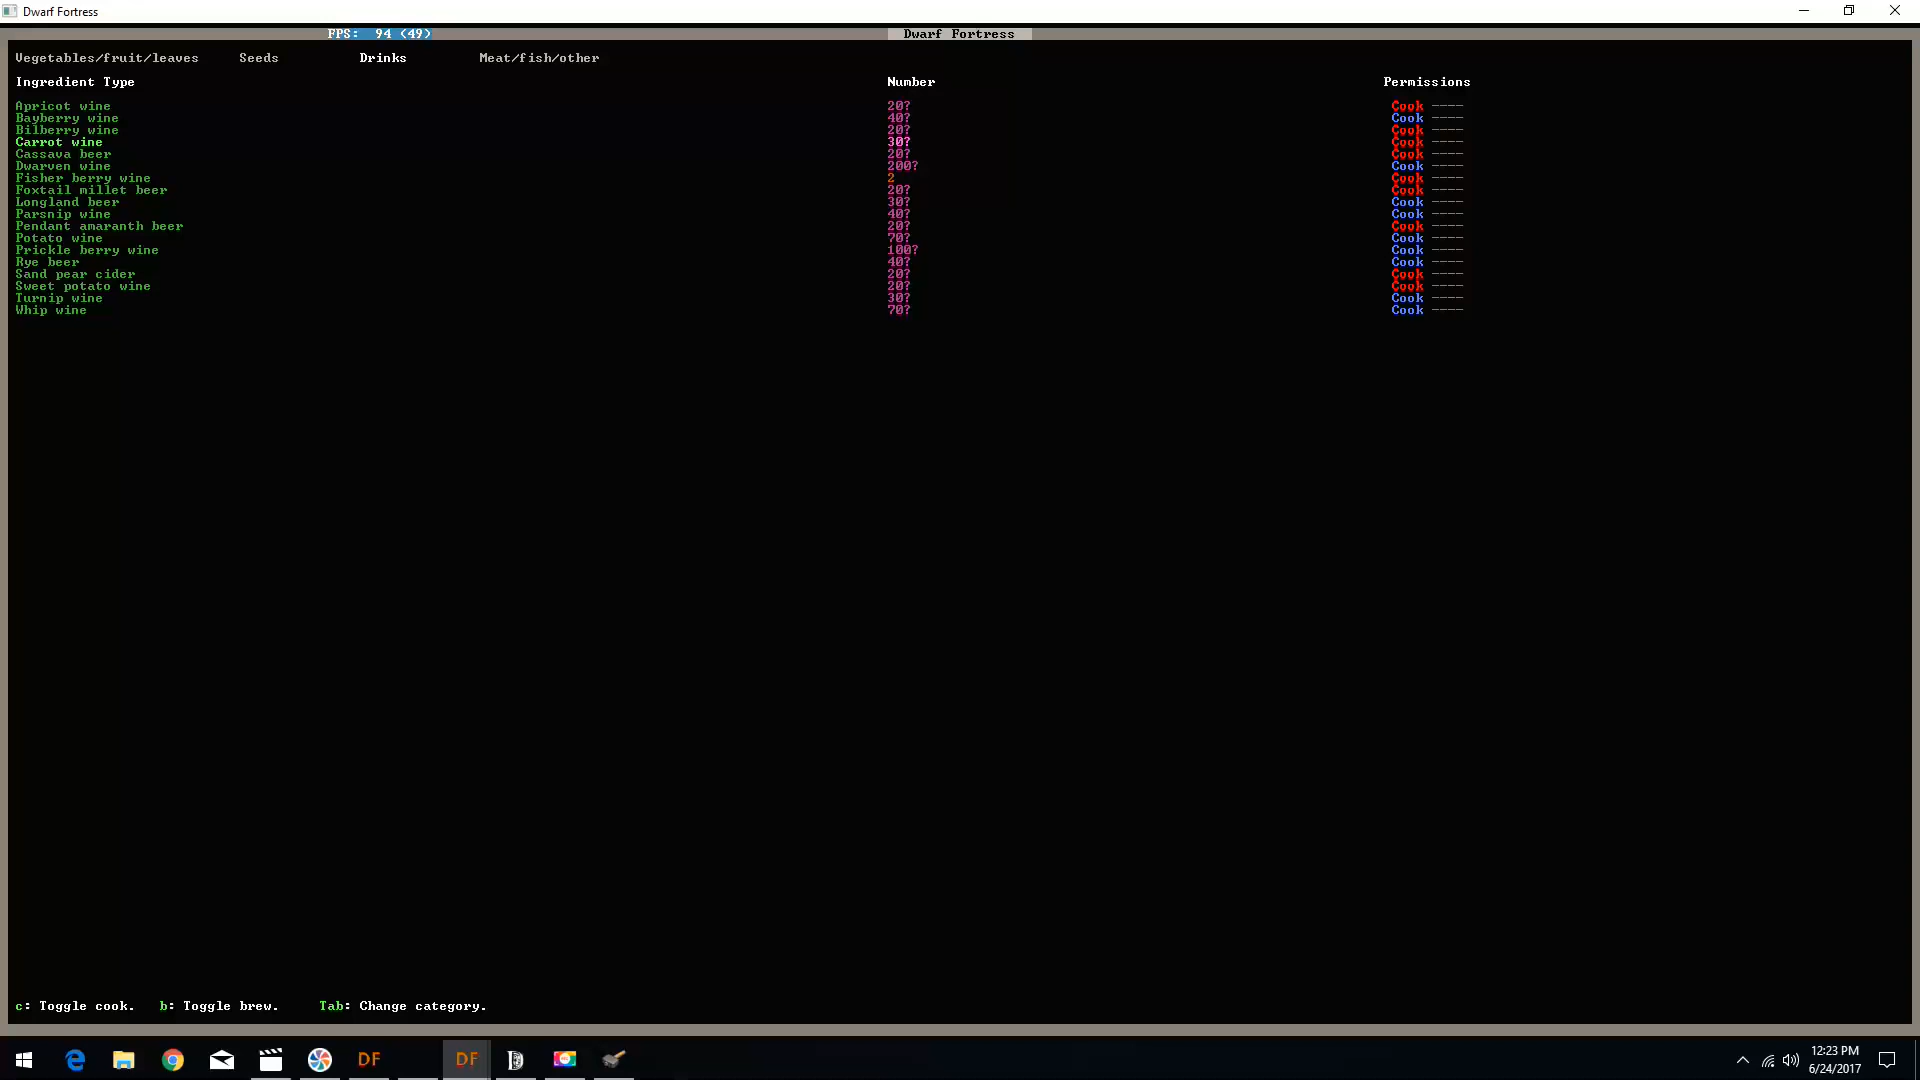 Dwarf Fortress
FPS: 94 (49) Dwarf Fortress
Vegetables/fruit/leaves Seeds Drinks Meat/fish/other
Ingredient Type Number Permissions
Apricot wine 20? Cook ----
Bayberry wine 40? Cook ----
Bilberry wine 20? Cook ----
Carrot wine 30? Cook ----
Cassava beer 20? Cook ----
Dwarven wine 200? Cook ----
Fisher berry wine 2 Cook ----
Foxtail millet beer 20? Cook ----
Longland beer 30? Cook ----
Parsnip wine 40? Cook ----
Pendant amaranth beer 20? Cook ----
Potato wine 70? Cook ----
Prickle berry wine 100? Cook ----
Rye beer 40? Cook ----
Sand pear cider 20? Cook ----
Sweet potato wine 20? Cook ----
Turnip wine 30? Cook ----
Whip wine 70? Cook ----
c: Toggle cook. b: Toggle brew. Tab: Change category.
DF DF
12:23 PM
6/24/2017